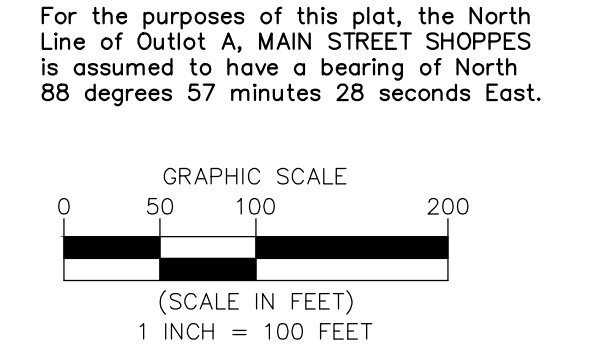 For the purposes of this plat, the North
Line of Outlot A, MAIN STREET SHOPPES
is assumed to have a bearing of North
88 degrees 57 minutes 28 seconds East.
GRAPHIC SCALE
0 50 100 200
(SCALE IN FEET)
1 INCH = 100 FEET